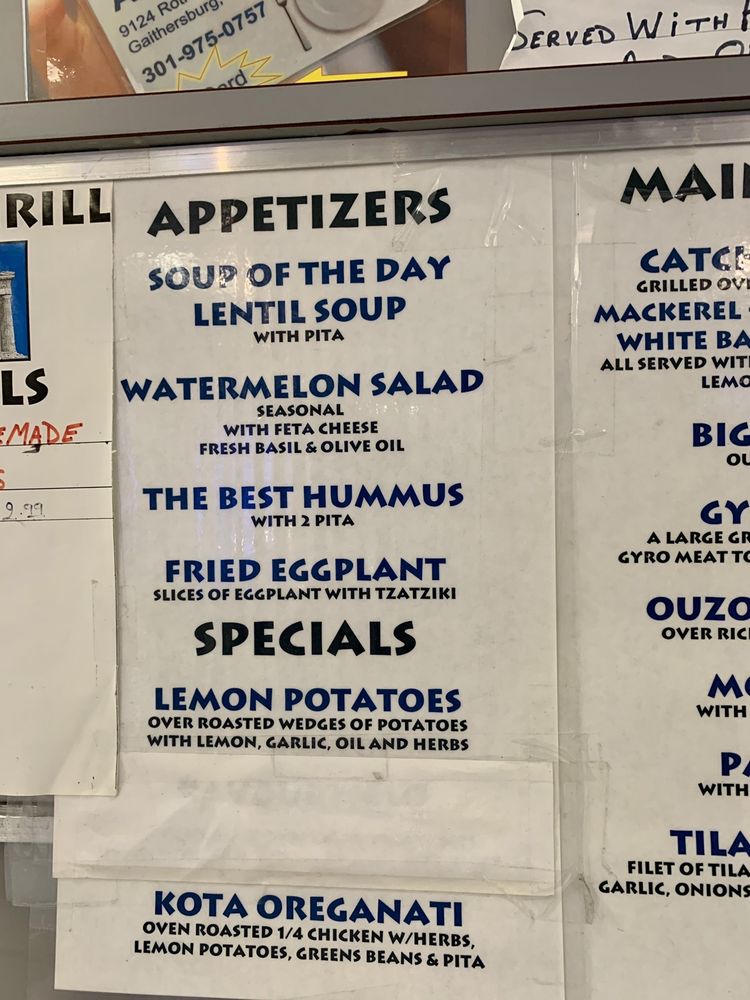 9124
Gaithersburg,
301-975-0757
SERVED WITH
RILL
LS
EMADE
2.99
APPETIZERS
SOUP OF THE DAY
LENTIL SOUP
WITH PITA
WATERMELON SALAD
SEASONAL
WITH FETA CHEESE
FRESH BASIL & OLIVE OIL
THE BEST HUMMUS
WITH 2 PITA
FRIED EGGPLANT
SLICES OF EGGPLANT WITH TZATZIKI
SPECIALS
LEMON POTATOES
OVER ROASTED WEDGES OF POTATOES
WITH LEMON, GARLIC, OIL AND HERBS
KOTA OREGANATI
OVEN ROASTED 1/4 CHICKEN W/HERBS,
LEMON POTATOES, GREENS BEANS & PITA
MAI
CATC
GRILLED OV
MACKEREL
WHITE BA
ALL SERVED WIT
LEMO
BIG
OU
GY
A LARGE GR
GYRO MEAT TO
OUZO
OVER RIC
MO
WITH
PA
WITH
TILA
FILET OF TILA
GARLIC, ONIONS